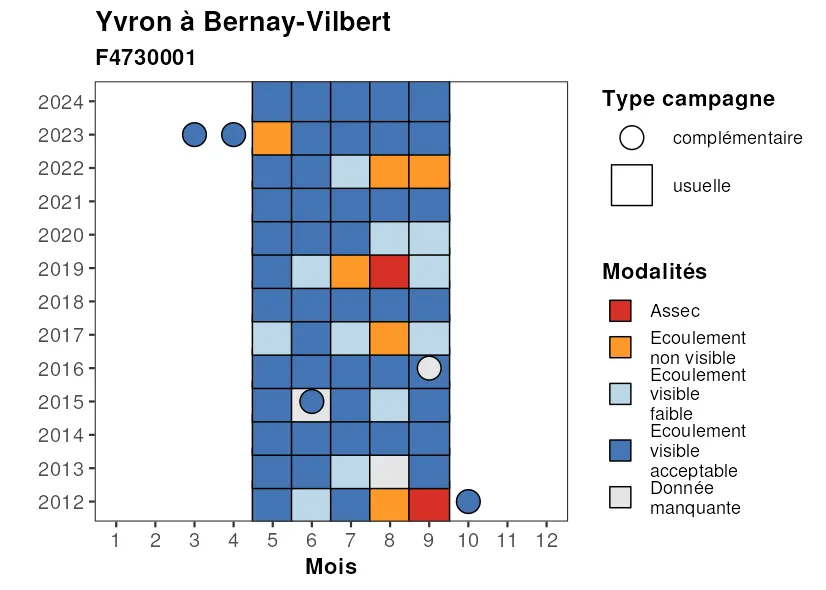 Yvron à Bernay-Vilbert
F4730001
2024
2023
2022
2021
2020
2019
2018
2017
2016
2015
2014
2013
2012
1 2 3 4 5 6 7 8 9 10 11 12
Mois
Type campagne
complémentaire
usuelle
Modalités
Assec
Ecoulement
non visible
Ecoulement
visible
faible
Ecoulement
visible
acceptable
Donnée
manquante